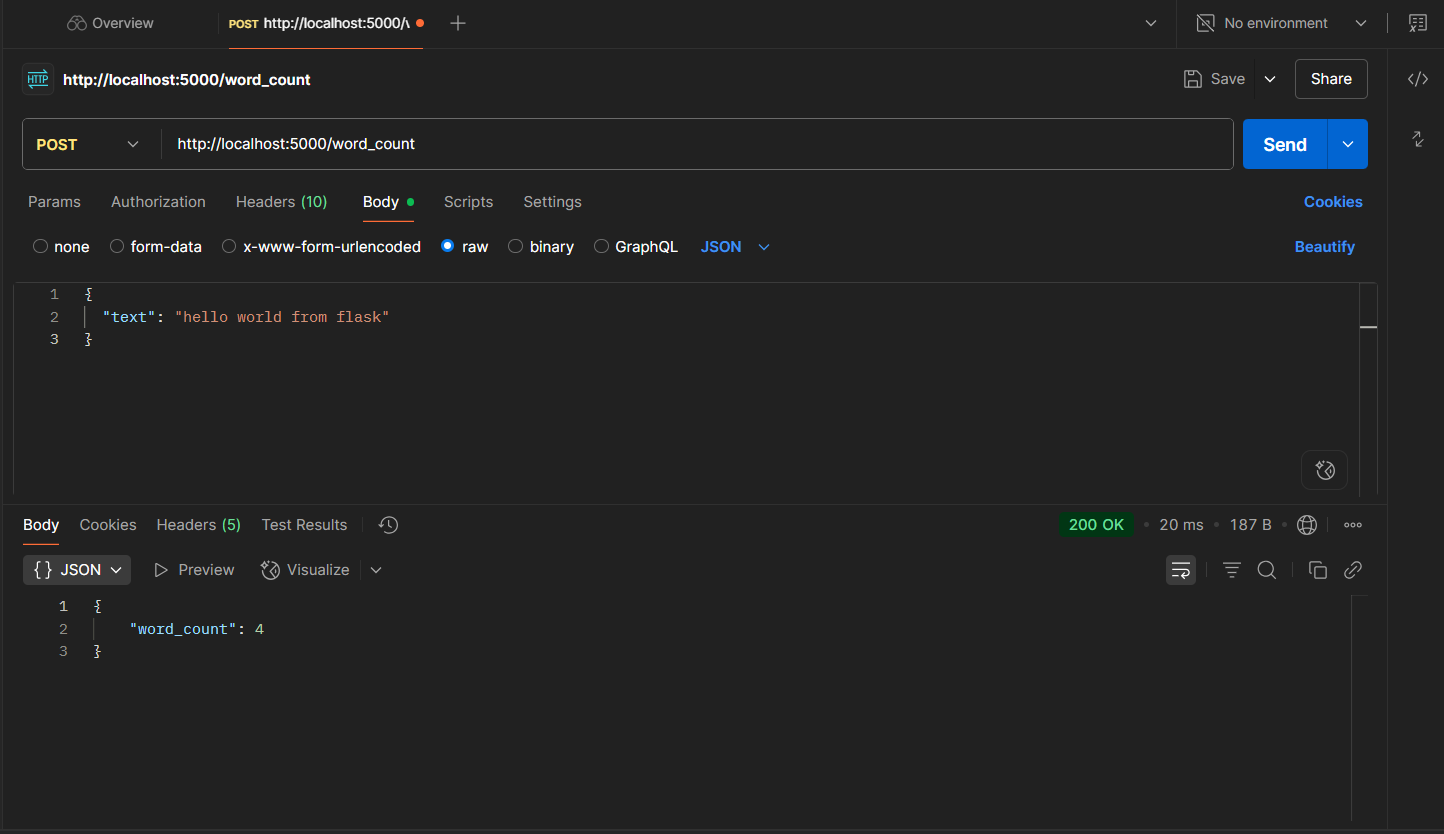 Overview POST http://localhost:5000/v No environment
HTTP http://localhost:5000/word_count Save Share
POST http://localhost:5000/word_count Send
Params Authorization Headers (10) Body Scripts Settings Cookies
none form-data x-www-form-urlencoded raw binary GraphQL JSON Beautify
1 {
2 "text": "hello world from flask"
3 }
Body Cookies Headers (5) Test Results 200 OK • 20 ms • 187 B •
{} JSON Preview Visualize
1 {
2 "word_count": 4
3 }